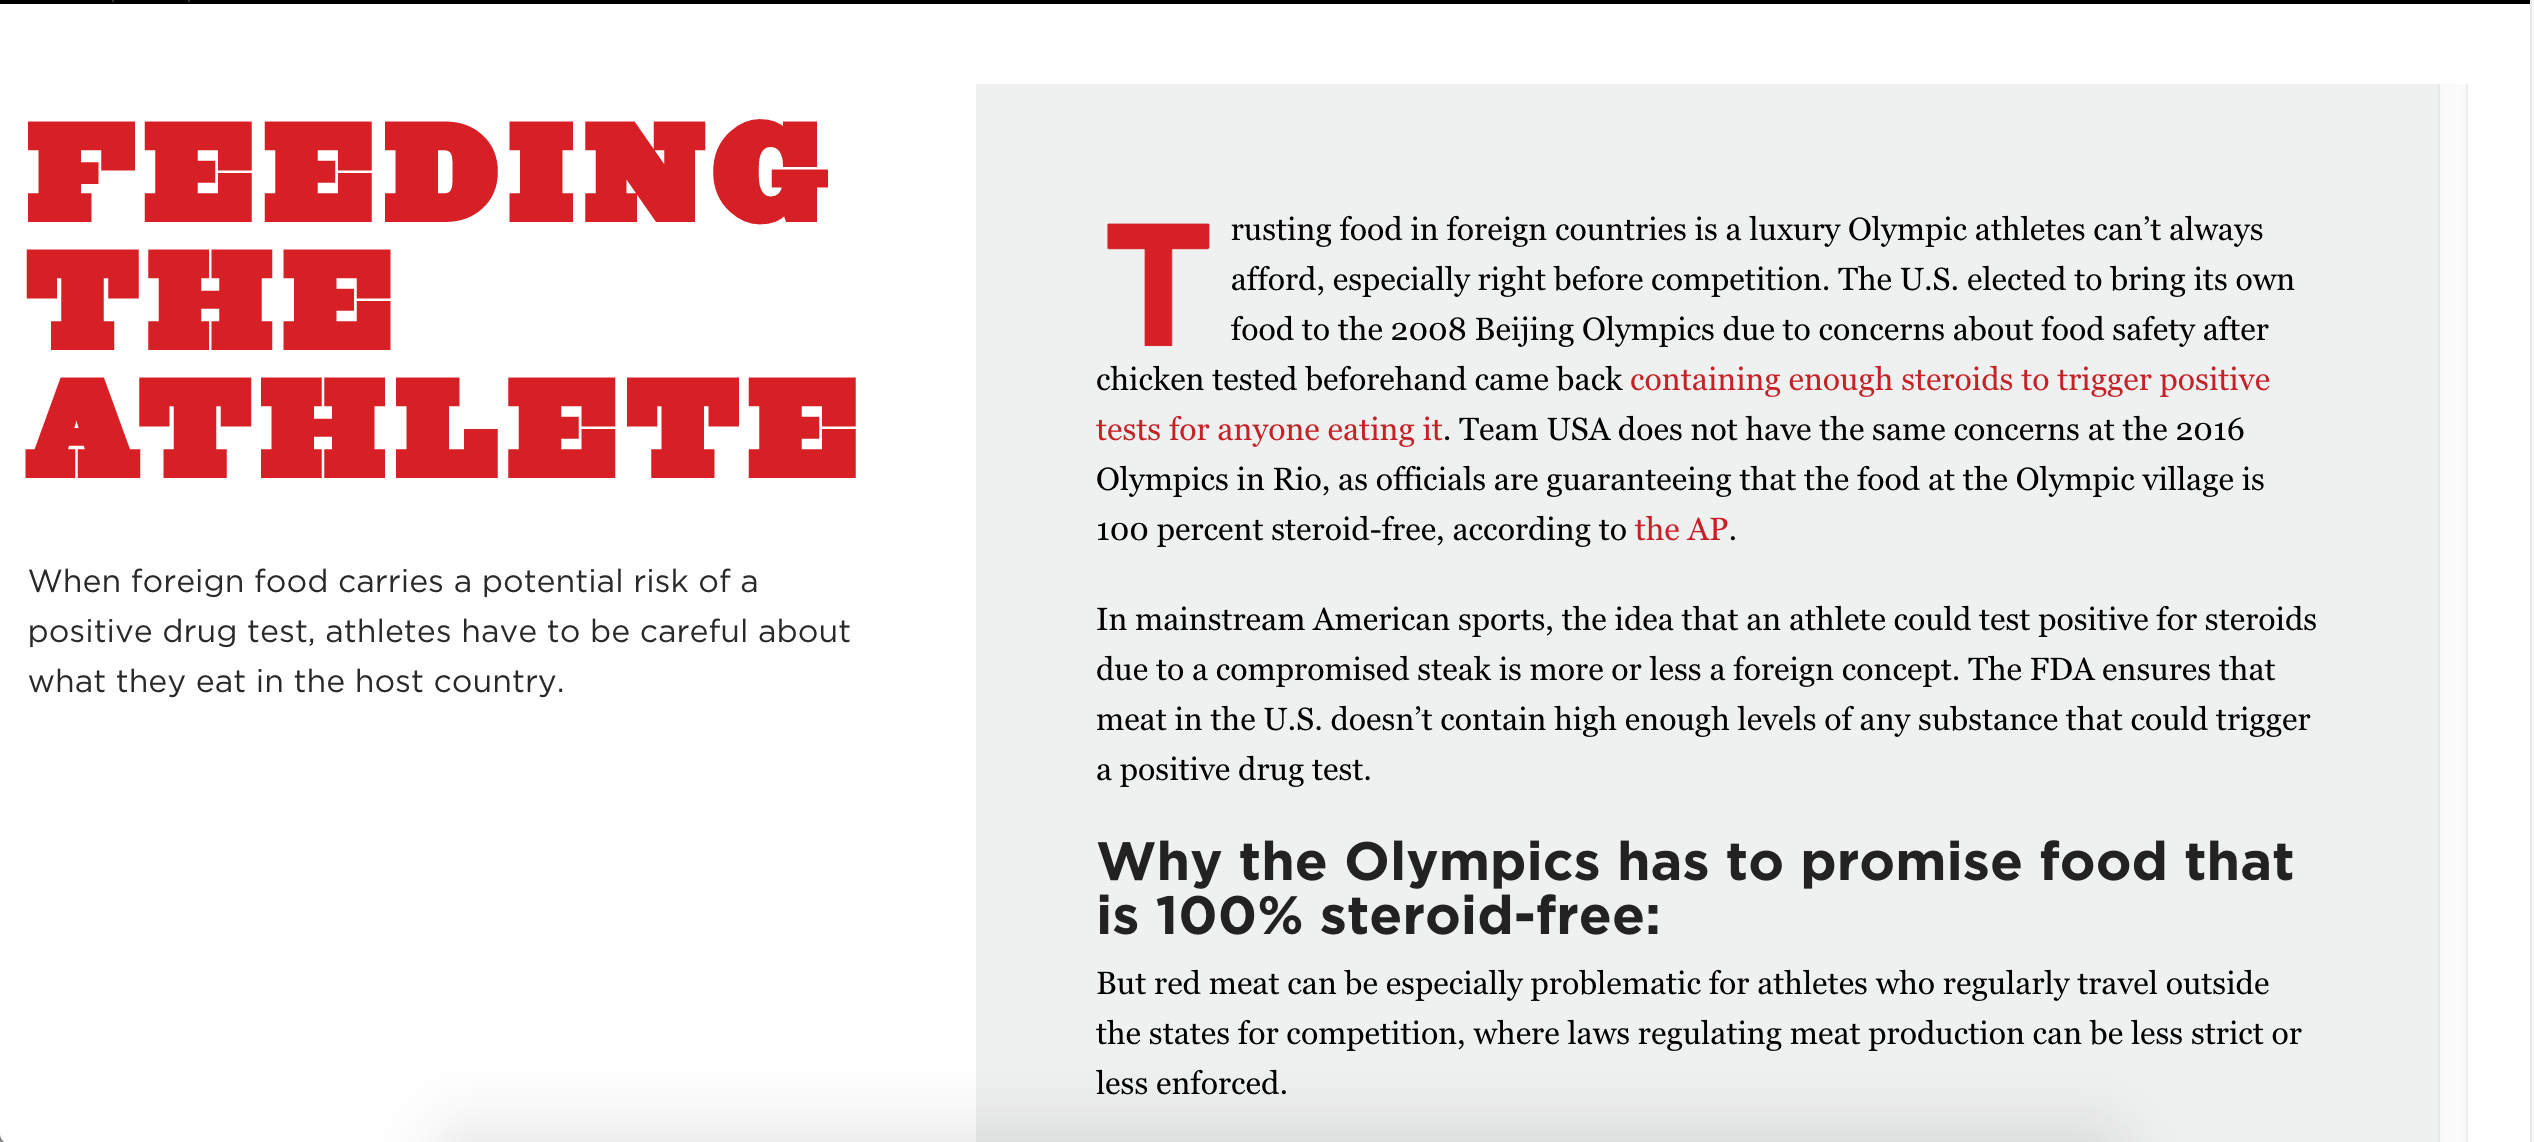 FEEDING
THE
ATHLETE
When foreign food carries a potential risk of a
positive drug test, athletes have to be careful about
what they eat in the host country.
Trusting food in foreign countries is a luxury Olympic athletes can’t always
afford, especially right before competition. The U.S. elected to bring its own
food to the 2008 Beijing Olympics due to concerns about food safety after
chicken tested beforehand came back containing enough steroids to trigger positive
tests for anyone eating it. Team USA does not have the same concerns at the 2016
Olympics in Rio, as officials are guaranteeing that the food at the Olympic village is
100 percent steroid-free, according to the AP.
In mainstream American sports, the idea that an athlete could test positive for steroids
due to a compromised steak is more or less a foreign concept. The FDA ensures that
meat in the U.S. doesn’t contain high enough levels of any substance that could trigger
a positive drug test.
Why the Olympics has to promise food that
is 100% steroid-free:
But red meat can be especially problematic for athletes who regularly travel outside
the states for competition, where laws regulating meat production can be less strict or
less enforced.